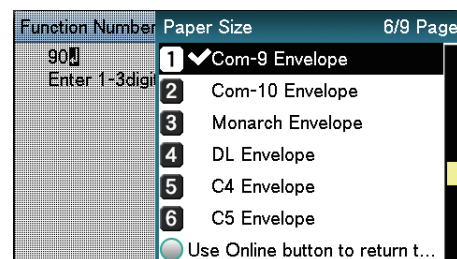 Function Number
90
Enter 1-3digi
Paper Size 6/9 Page
1 Com-9 Envelope
2 Com-10 Envelope
3 Monarch Envelope
4 DL Envelope
5 C4 Envelope
6 C5 Envelope
Use Online button to return t...